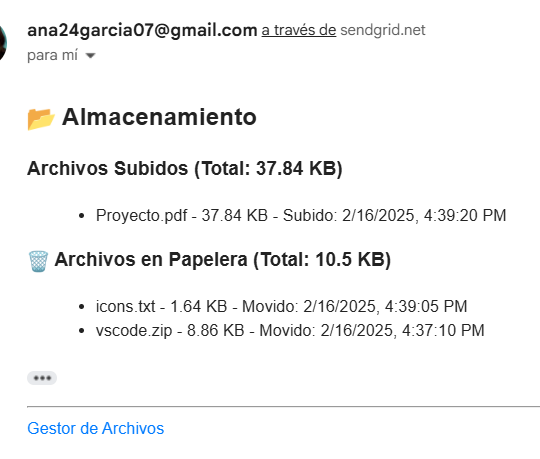 ana24garcia07@gmail.com a través de sendgrid.net
para mí
📂 Almacenamiento
Archivos Subidos (Total: 37.84 KB)
• Proyecto.pdf - 37.84 KB - Subido: 2/16/2025, 4:39:20 PM
🗑️ Archivos en Papelera (Total: 10.5 KB)
• icons.txt - 1.64 KB - Movido: 2/16/2025, 4:39:05 PM
• vscode.zip - 8.86 KB - Movido: 2/16/2025, 4:37:10 PM
Gestor de Archivos